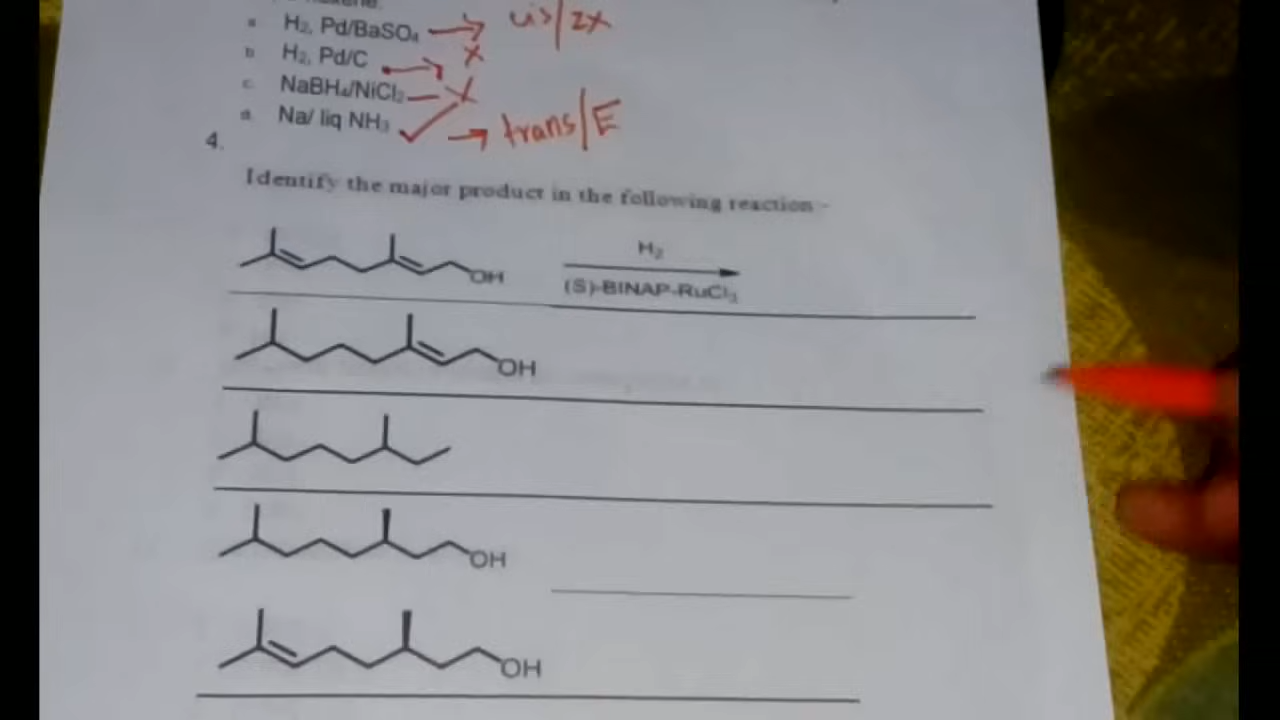 a H₂, Pd/BaSO₄ → cis/Z x
b H₂, Pd/C → x
c. NaBH₄/NiCl₂ – x
d. Na/ liq NH₃ ✓ → trans/E
4.
Identify the major product in the following reaction -
OH
H₂
(S)-BINAP-RuCl₂
OH
OH
OH